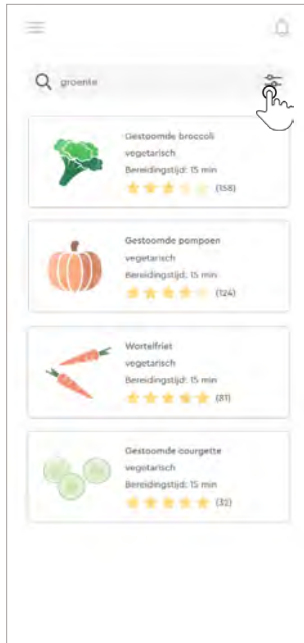 groente
Gestoomde broccoli
vegetarisch
Bereidingstijd: 15 min
(158)
Gestoomde pompoen
vegetarisch
Bereidingstijd: 15 min
(124)
Wortelfriet
vegetarisch
Bereidingstijd: 15 min
(81)
Gestoomde courgette
vegetarisch
Bereidingstijd: 15 min
(32)